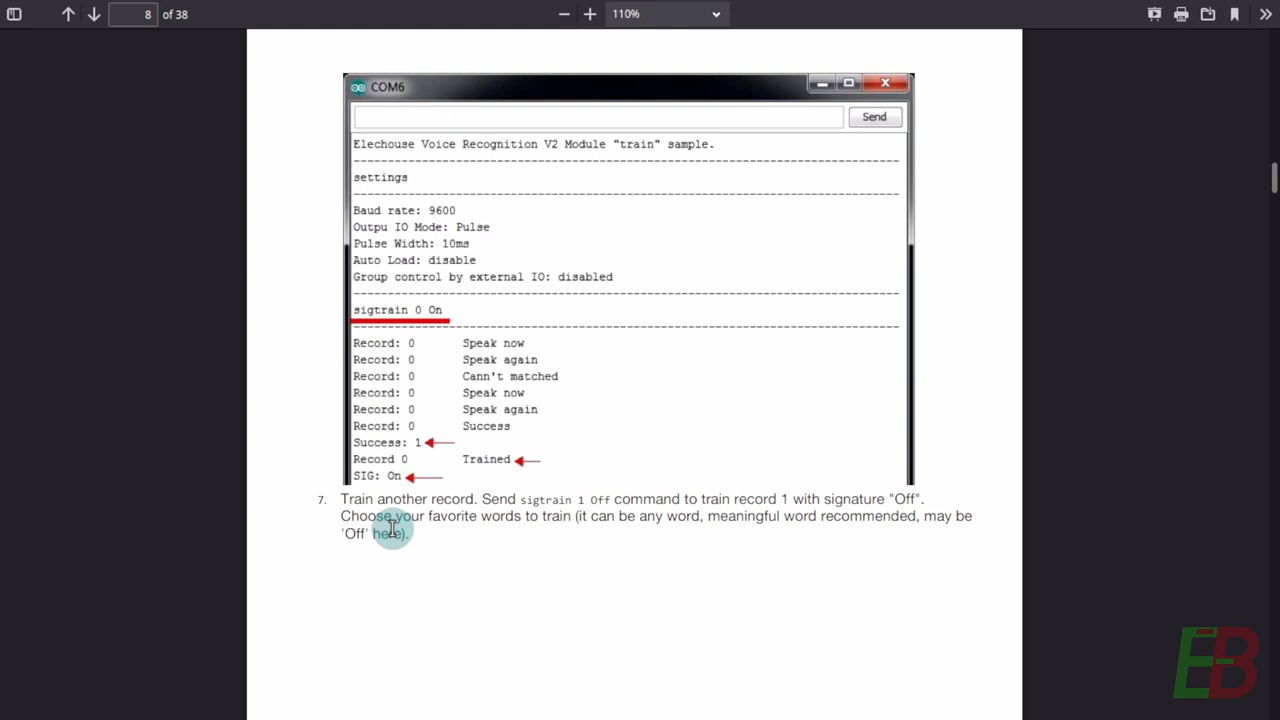 8 of 38
110%
COM6
Send
Elechouse Voice Recognition V2 Module "train" sample.
--------------------------------------------------------------------------------
settings
--------------------------------------------------------------------------------
Baud rate: 9600
Outpu IO Mode: Pulse
Pulse Width: 10ms
Auto Load: disable
Group control by external IO: disabled
--------------------------------------------------------------------------------
sigtrain 0 On
--------------------------------------------------------------------------------
Record: 0 Speak now
Record: 0 Speak again
Record: 0 Cann't matched
Record: 0 Speak now
Record: 0 Speak again
Record: 0 Success
Success: 1
Record 0 Trained
SIG: On
7. Train another record. Send sigtrain 1 Off command to train record 1 with signature "Off".
Choose your favorite words to train (it can be any word, meaningful word recommended, may be
'Off' here).
EB